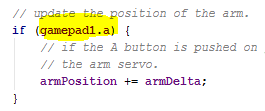 // update the position of the arm.
if (gamepad1.a) {
// if the A button is pushed on
// the arm servo.
armPosition += armDelta;
}